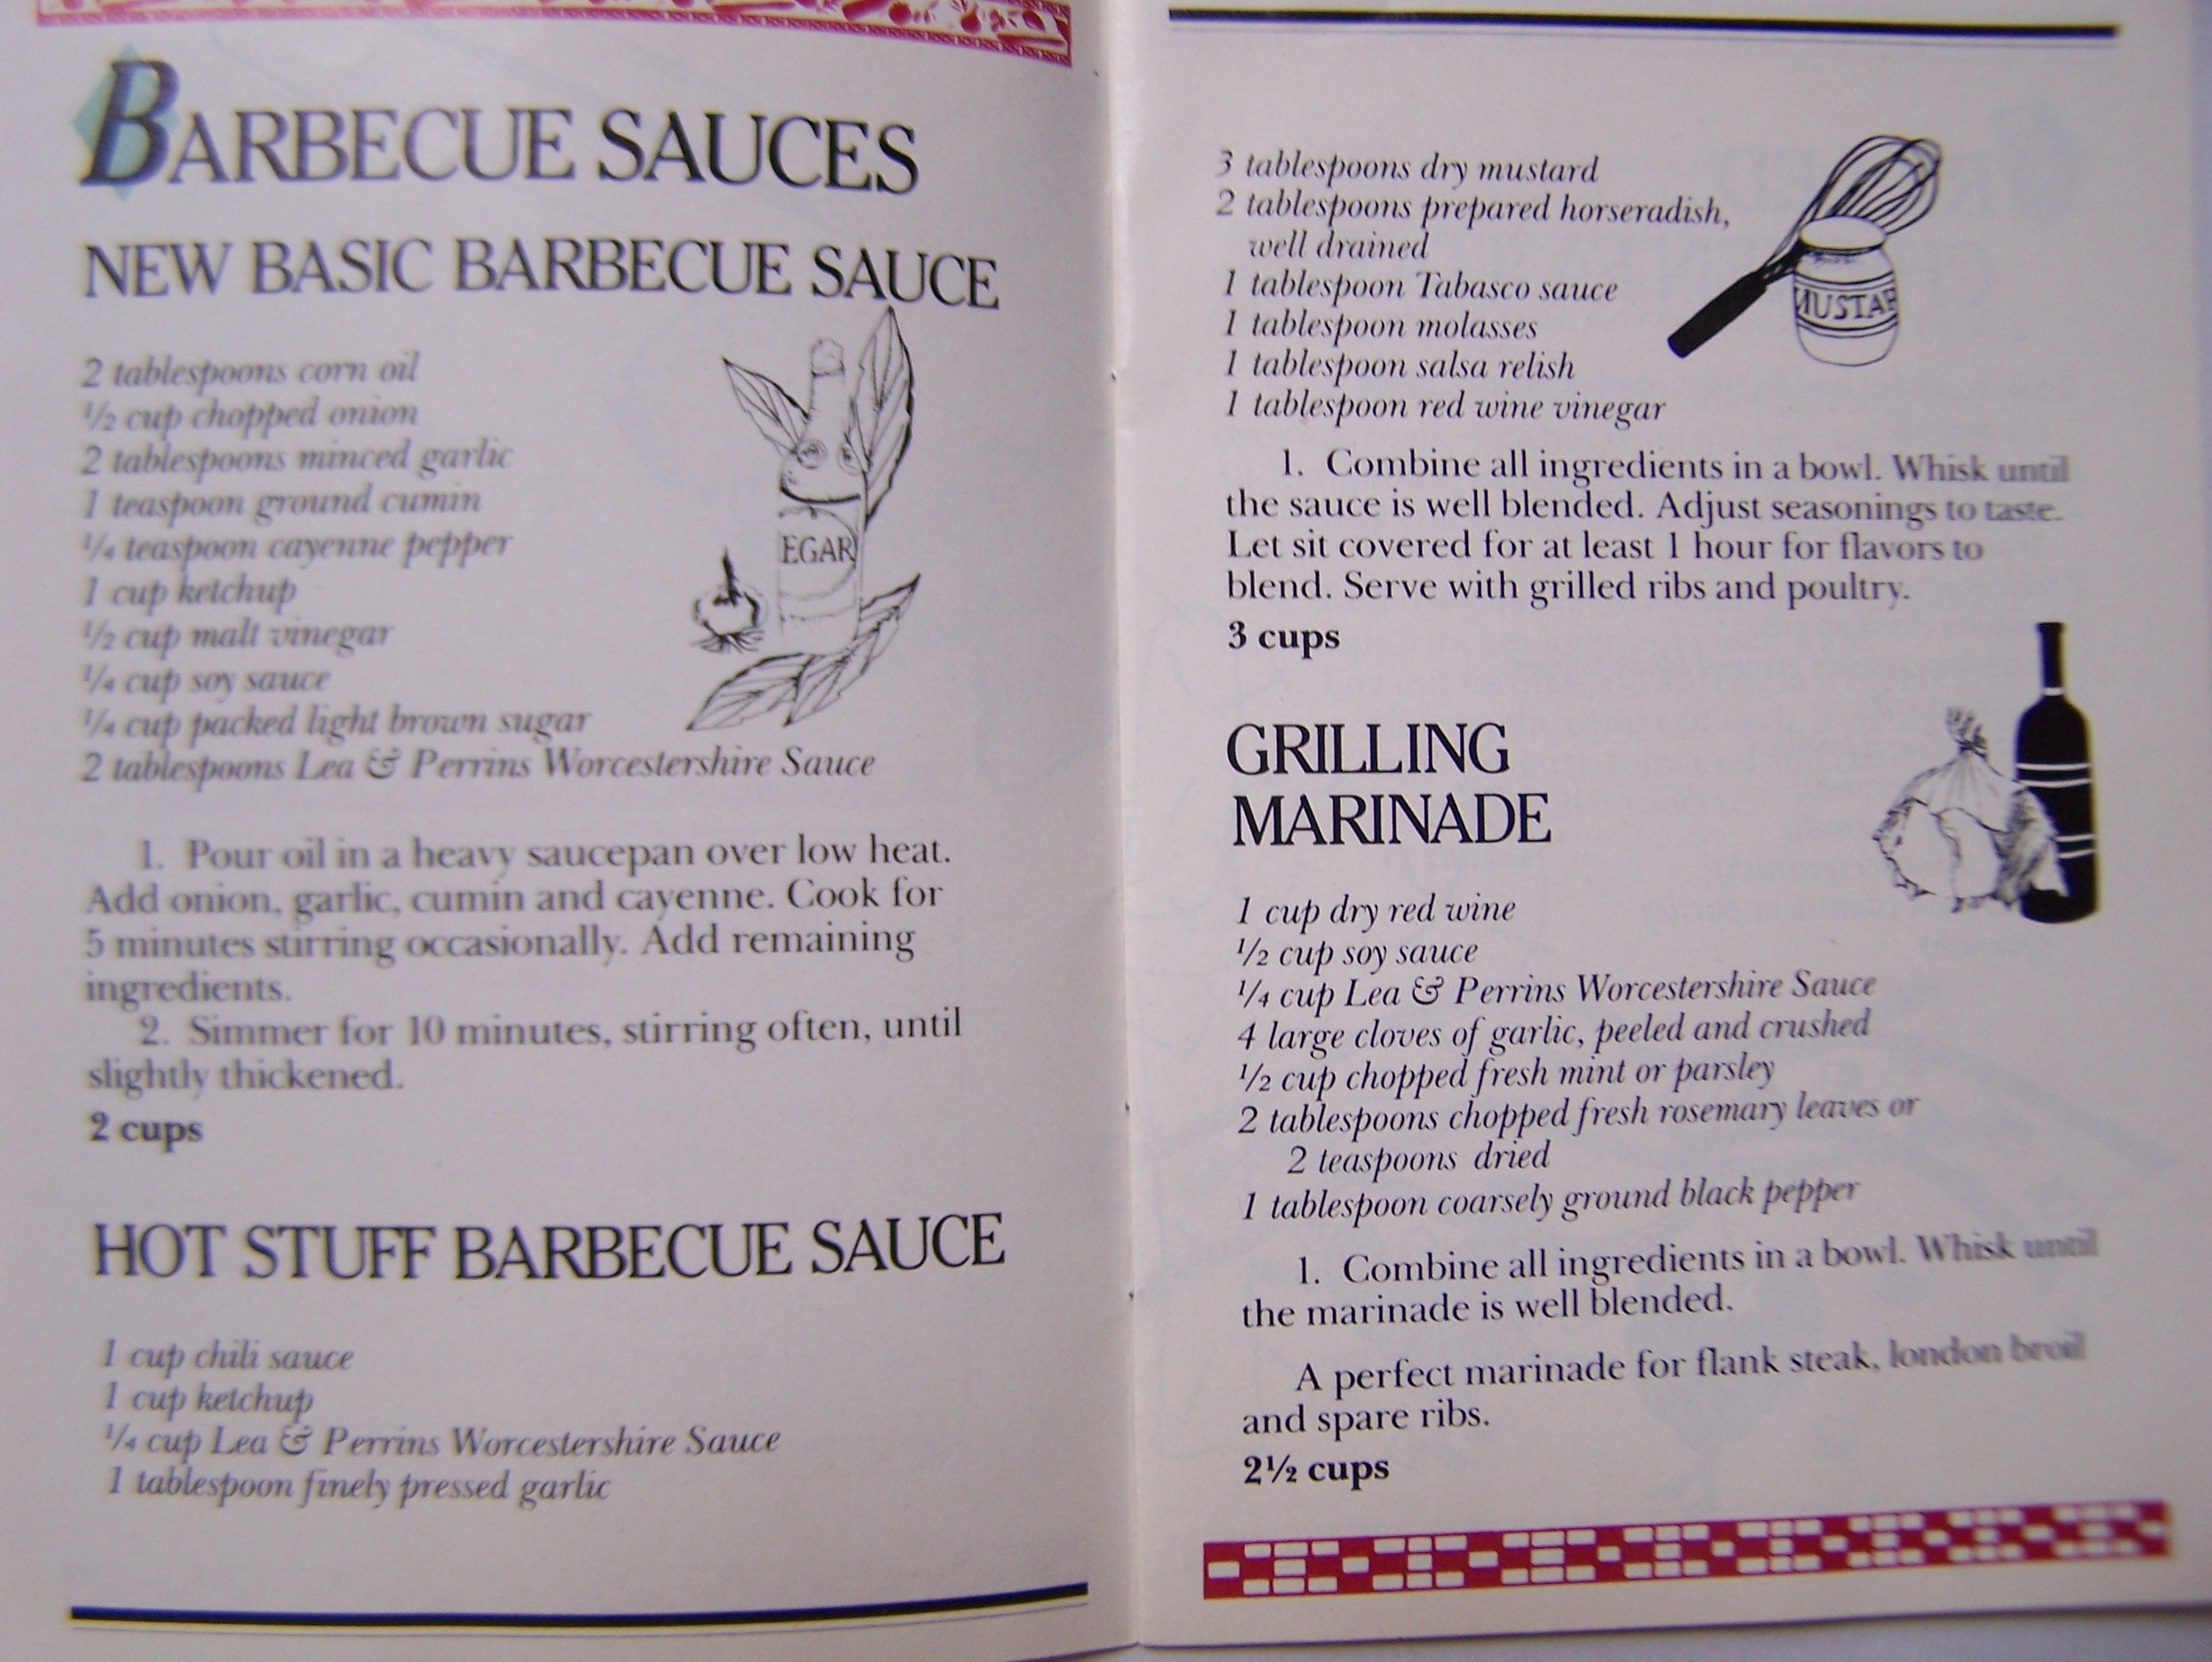 BARBECUE SAUCES
NEW BASIC BARBECUE SAUCE
2 tablespoons corn oil
½ cup chopped onion
2 tablespoons minced garlic
1 teaspoon ground cumin
¼ teaspoon cayenne pepper
1 cup ketchup
½ cup malt vinegar
¼ cup soy sauce
¼ cup packed light brown sugar
2 tablespoons Lea & Perrins Worcestershire Sauce
EGAR
1. Pour oil in a heavy saucepan over low heat.
Add onion, garlic, cumin and cayenne. Cook for
5 minutes stirring occasionally. Add remaining
ingredients.
2. Simmer for 10 minutes, stirring often, until
slightly thickened.
2 cups
HOT STUFF BARBECUE SAUCE
1 cup chili sauce
1 cup ketchup
¼ cup Lea & Perrins Worcestershire Sauce
1 tablespoon finely pressed garlic
3 tablespoons dry mustard
2 tablespoons prepared horseradish,
well drained
1 tablespoon Tabasco sauce
1 tablespoon molasses
1 tablespoon salsa relish
1 tablespoon red wine vinegar
MUSTAR
1. Combine all ingredients in a bowl. Whisk until
the sauce is well blended. Adjust seasonings to taste.
Let sit covered for at least 1 hour for flavors to
blend. Serve with grilled ribs and poultry.
3 cups
GRILLING
MARINADE
1 cup dry red wine
½ cup soy sauce
¼ cup Lea & Perrins Worcestershire Sauce
4 large cloves of garlic, peeled and crushed
½ cup chopped fresh mint or parsley
2 tablespoons chopped fresh rosemary leaves or
2 teaspoons dried
1 tablespoon coarsely ground black pepper
1. Combine all ingredients in a bowl. Whisk until
the marinade is well blended.
A perfect marinade for flank steak, london broil
and spare ribs.
2½ cups